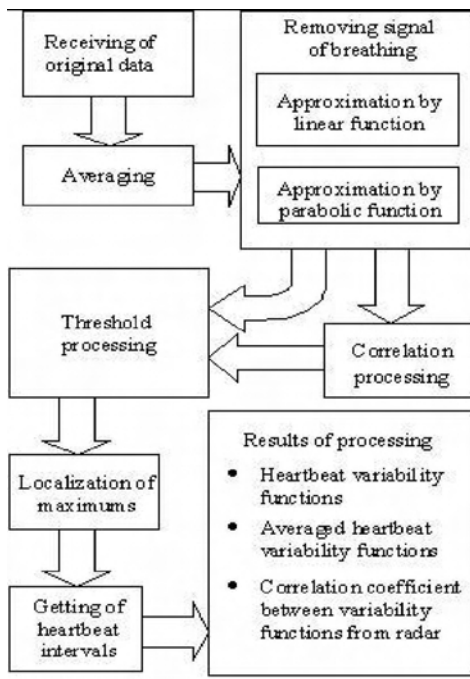 Receiving of
original data
Averaging
Removing signal
of breathing
Approximation by
linear function
Approximation by
parabolic function
Threshold
processing
Correlation
processing
Localization of
maximums
Getting of
heartbeat
intervals
Results of processing
• Heartbeat variability
functions
• Averaged heartbeat
variability functions
• Correlation coefficient
between variability
functions from radar